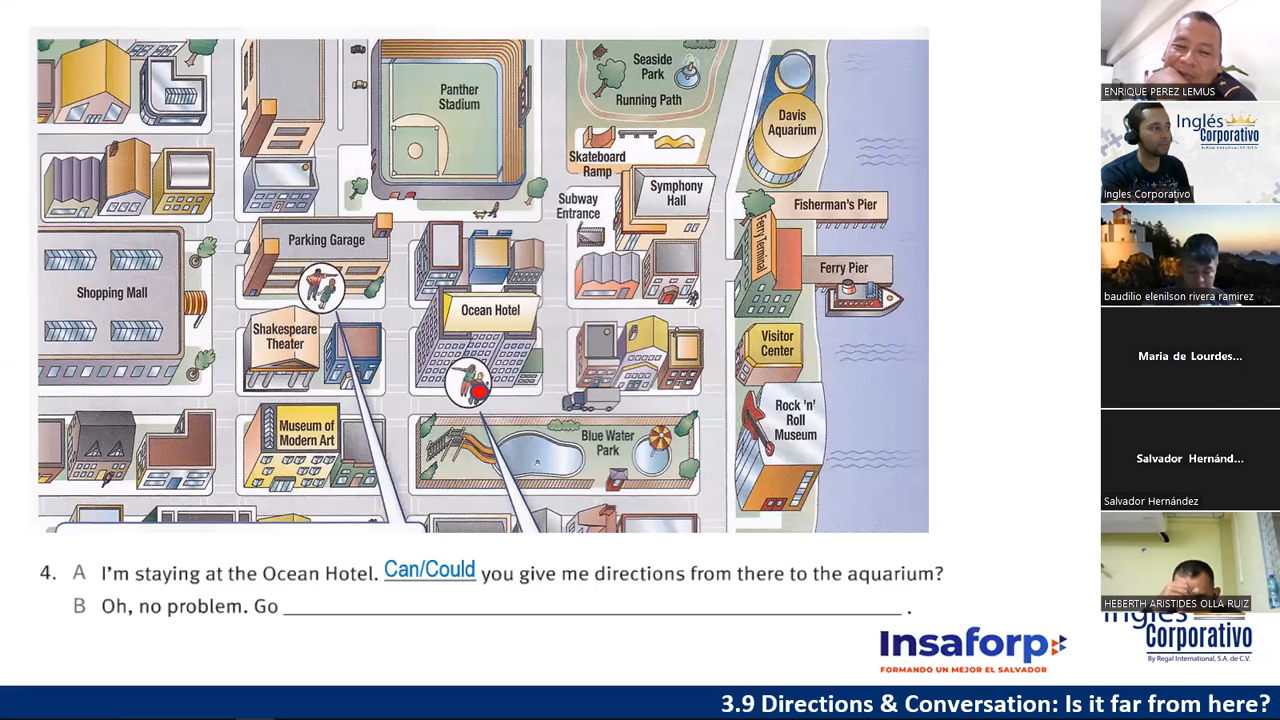 Panther
Stadium
Seaside
Park
Running Path
Davis
Aquarium
Skateboard
Ramp
Subway
Entrance
Symphony
Hall
Fisherman's Pier
Parking Garage
Ferry Terminal
Ferry Pier
Shopping Mall
Ocean Hotel
Shakespeare
Theater
Visitor
Center
Museum of
Modern Art
Blue Water
Park
Rock 'n'
Roll
Museum
4. A I'm staying at the Ocean Hotel. Can/Could you give me directions from there to the aquarium?
B Oh, no problem. Go ______________________________ .
Insaforp
FORMANDO UN MEJOR EL SALVADOR
3.9 Directions & Conversation: Is it far from here?
ENRIQUE PEREZ LEMUS
Inglés
Corporativo
By Regal International, S.A. de C.V.
Ingles Corporativo
baudilio elenilson rivera ramirez
Maria de Lourdes...
Salvador Hernánd...
Salvador Hernández
HEBERTH ARISTIDES OLLA RUIZ
Inglés
Corporativo
By Regal International, S.A. de C.V.